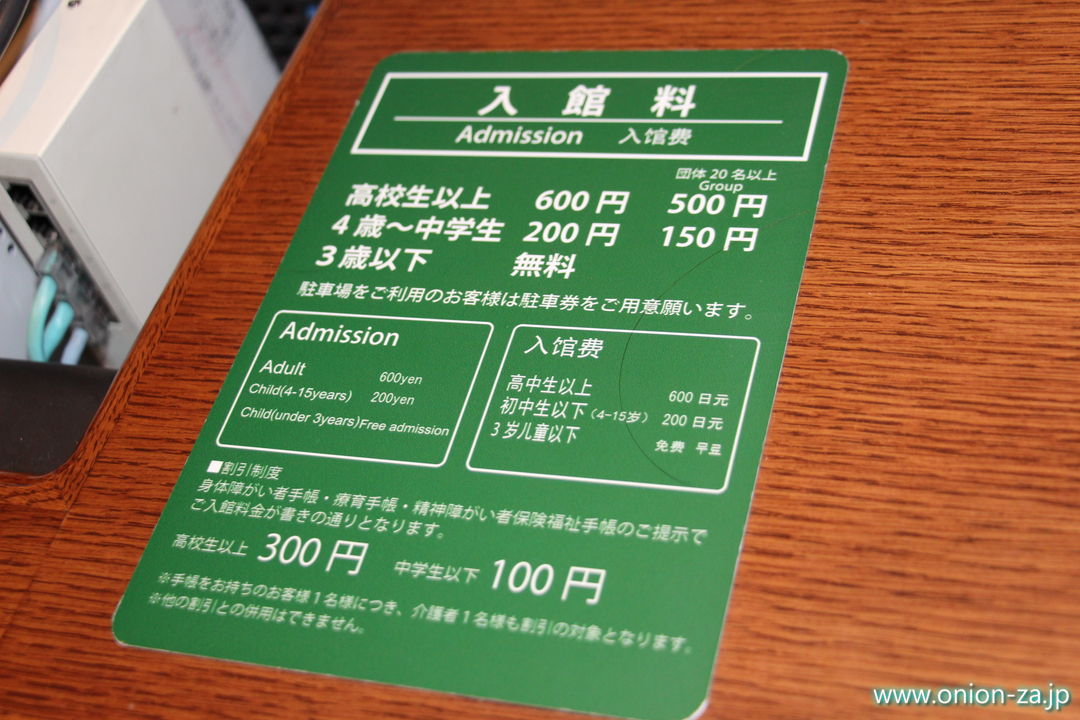 入館料
Admission 入馆费
団体20名以上
Group
高校生以上 600円 500円
4歳～中学生 200円 150円
3歳以下 無料
駐車場をご利用のお客様は駐車券をご用意願います。
Admission
Adult 600yen
Child(4-15years) 200yen
Child(under 3years)Free admission
入馆费
高中生以上 600日元
初中生以下（4-15岁） 200日元
3岁儿童以下 免费 무료
■割引制度
身体障がい者手帳・療育手帳・精神障がい者保険福祉手帳のご提示で
ご入館料金が書きの通りとなります。
高校生以上 300円 中学生以下 100円
※手帳をお持ちのお客様1名様につき、介護者1名様も割引の対象となります。
※他の割引との併用はできません。
www.onion-za.jp